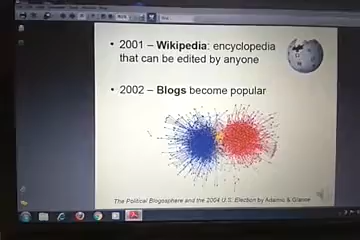 • 2001 – Wikipedia: encyclopedia
that can be edited by anyone
• 2002 – Blogs become popular
The Political Blogosphere and the 2004 U.S. Election by Adamic & Glance